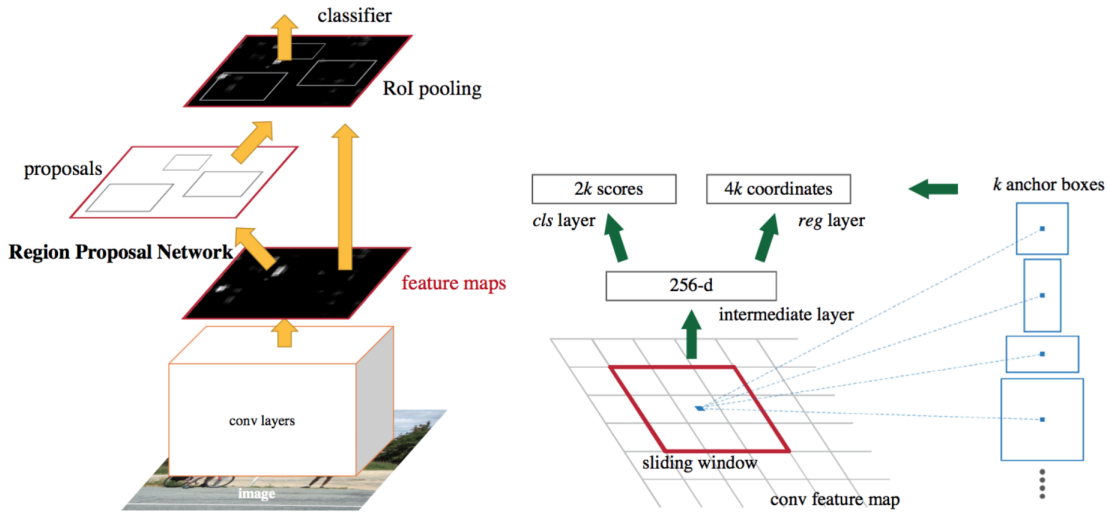 classifier
RoI pooling
proposals
Region Proposal Network
feature maps
conv layers
image
2k scores
4k coordinates
k anchor boxes
cls layer
reg layer
256-d
intermediate layer
sliding window
conv feature map